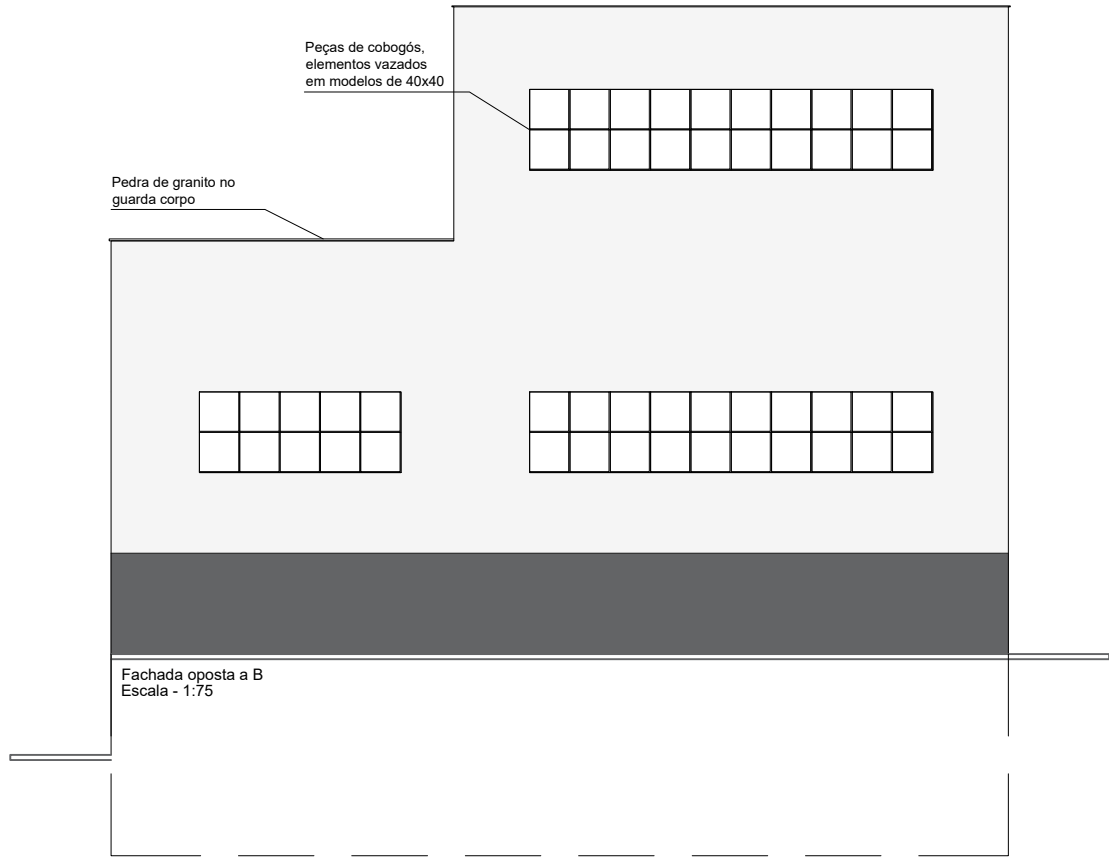 Peças de cobogós,
elementos vazados
em modelos de 40x40
Pedra de granito no
guarda corpo
Fachada oposta a B
Escala - 1:75